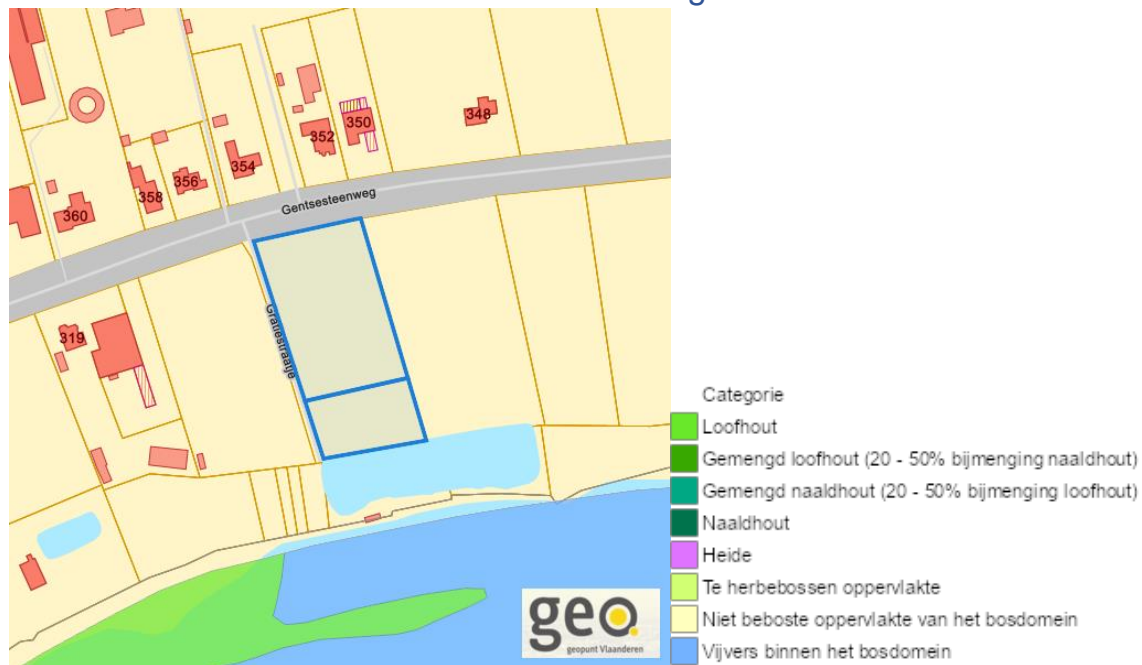 348
350
352
354
356
358
360
Gentsesteenweg
Gratiestraatje
319
Categorie
Loofhout
Gemengd loofhout (20 - 50% bijmenging naaldhout)
Gemengd naaldhout (20 - 50% bijmenging loofhout)
Naaldhout
Heide
Te herbebossen oppervlakte
Niet beboste oppervlakte van het bosdomein
Vijvers binnen het bosdomein
geo.
geopunt Vlaanderen